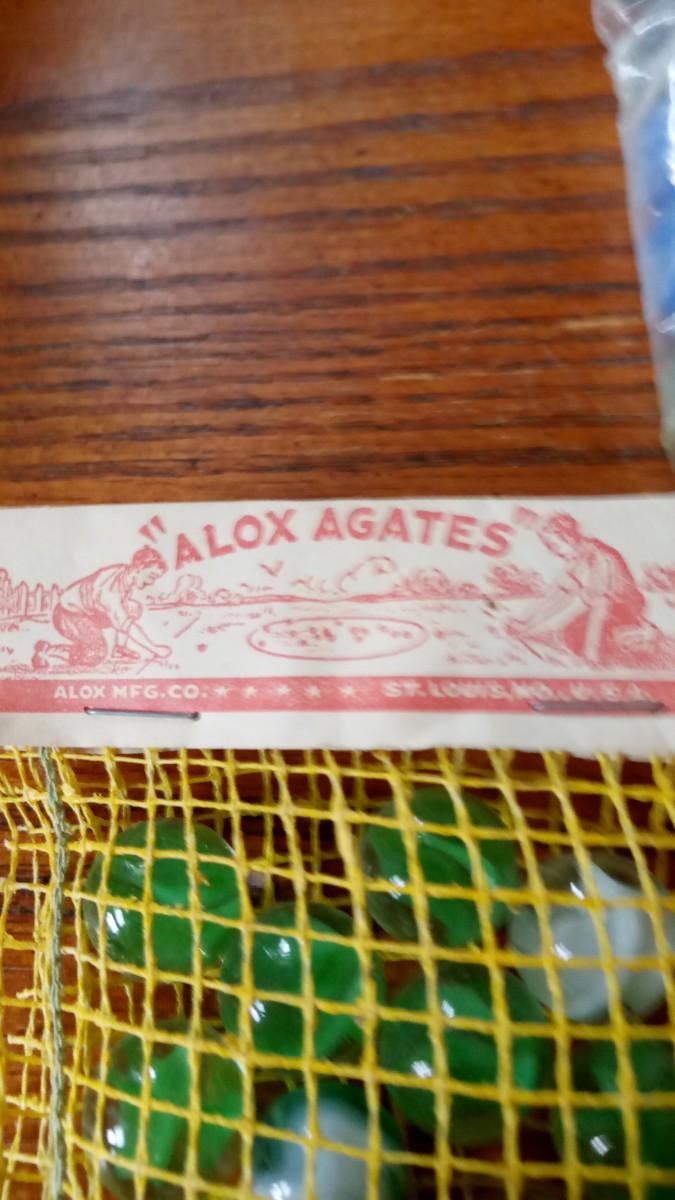 "ALOX AGATES"
ALOX MFG. CO. ★ ★ ★ ★ ★ ST. LOUIS, MO., U.S.A.